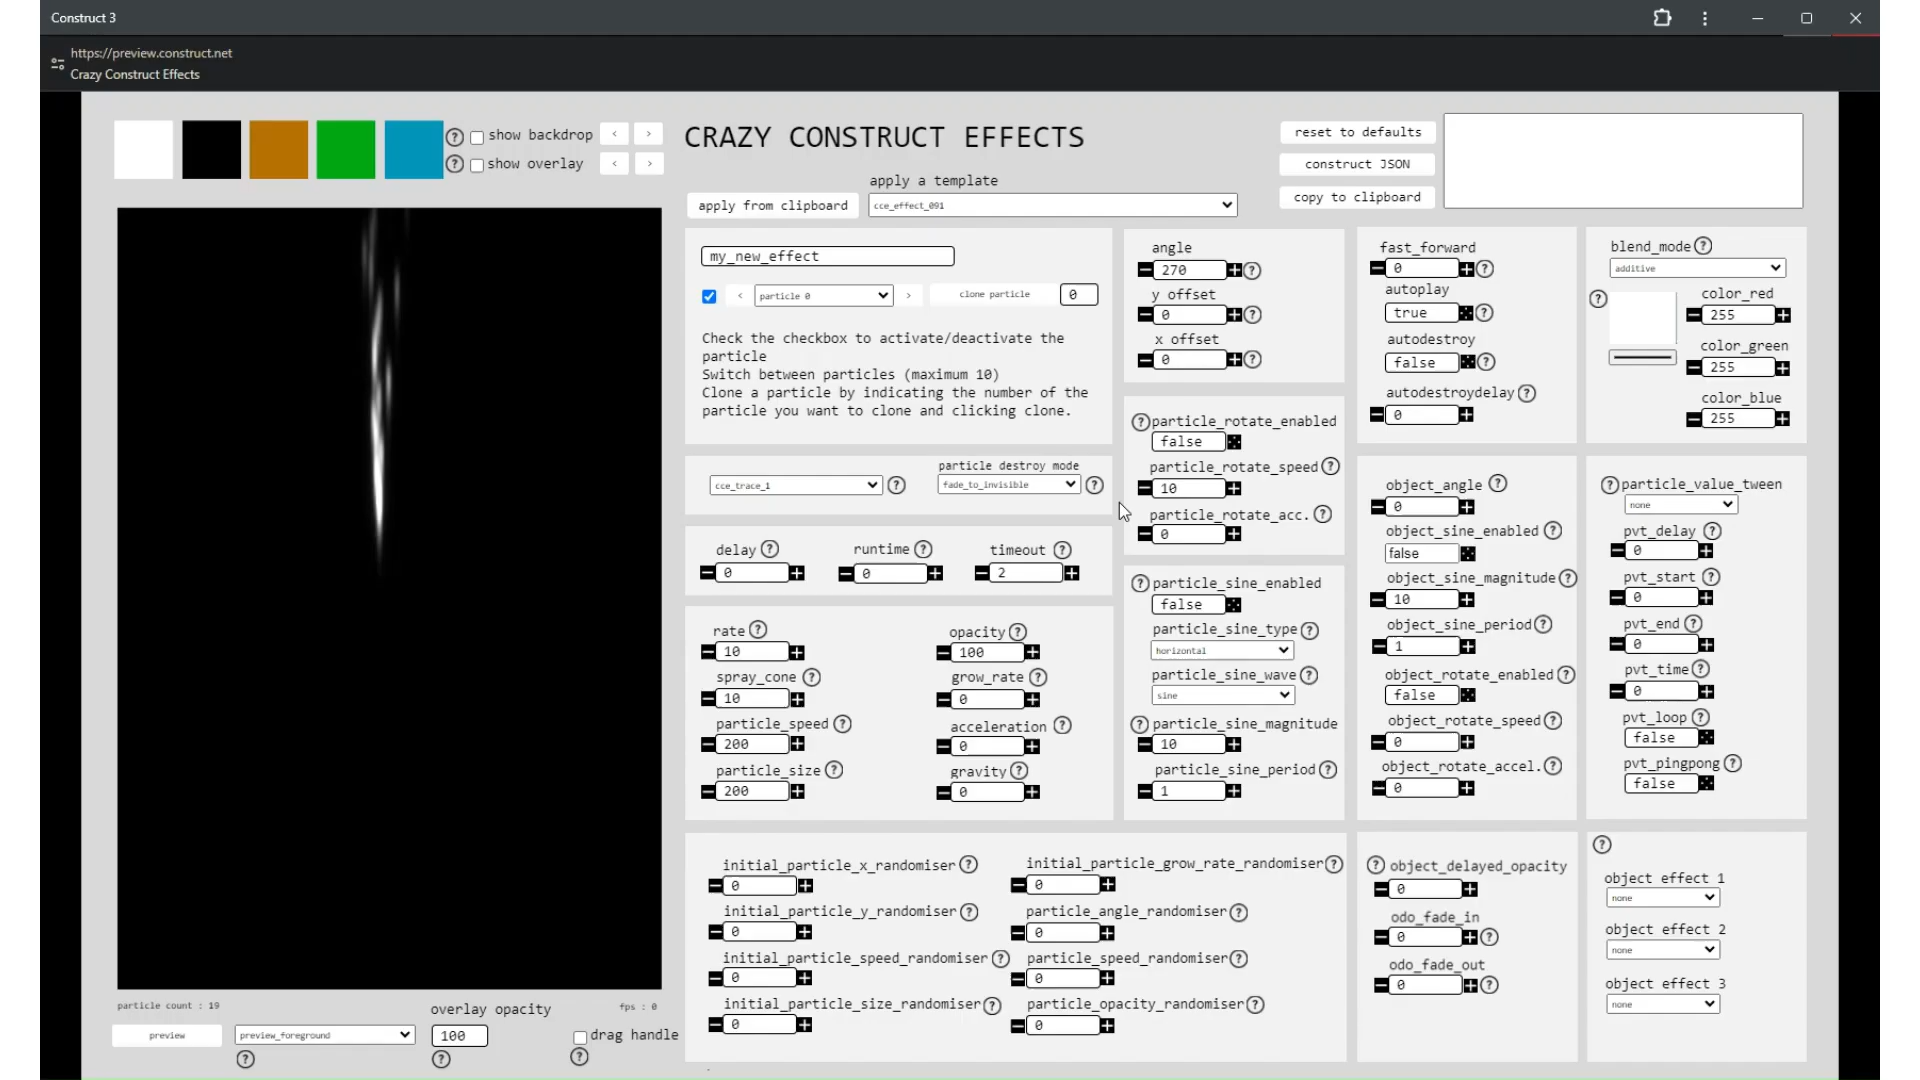 Construct 3
https://preview.construct.net
Crazy Construct Effects
show backdrop
< >
show overlay
< >
CRAZY CONSTRUCT EFFECTS
apply a template
apply from clipboard
cce_effect_091
reset to defaults
construct JSON
copy to clipboard
my_new_effect
< particle 0 > clone particle 0
Check the checkbox to activate/deactivate the
particle
Switch between particles (maximum 10)
Clone a particle by indicating the number of the
particle you want to clone and clicking clone.
cce_trace_1
particle destroy mode
fade_to_invisible
delay ? runtime ? timeout ?
0 0 2
rate ? opacity ?
10 100
spray_cone ? grow_rate ?
10 0
particle_speed ? acceleration ?
200 0
particle_size ? gravity ?
200 0
angle
270
y offset
0
x offset
0
particle_rotate_enabled
false
particle_rotate_speed ?
10
particle_rotate_acc. ?
0
particle_sine_enabled
false
particle_sine_type ?
horizontal
particle_sine_wave ?
sine
particle_sine_magnitude
10
particle_sine_period ?
1
fast_forward
0
autoplay
true
autodestroy
false
autodestroydelay ?
0
object_angle ?
0
object_sine_enabled ?
false
object_sine_magnitude ?
10
object_sine_period ?
1
object_rotate_enabled ?
false
object_rotate_speed ?
0
object_rotate_accel. ?
0
blend_mode ?
additive
color_red
255
color_green
255
color_blue
255
particle_value_tween
none
pvt_delay ?
0
pvt_start ?
0
pvt_end ?
0
pvt_time ?
0
pvt_loop ?
false
pvt_pingpong ?
false
initial_particle_x_randomiser ? initial_particle_grow_rate_randomiser ?
0 0
initial_particle_y_randomiser ? particle_angle_randomiser ?
0 0
initial_particle_speed_randomiser ? particle_speed_randomiser ?
0 0
initial_particle_size_randomiser ? particle_opacity_randomiser ?
0 0
? object_delayed_opacity
0
odo_fade_in
0
odo_fade_out
0
?
object effect 1
none
object effect 2
none
object effect 3
none
particle count : 19
overlay opacity
fps : 0
preview
preview_foreground
100
drag handle